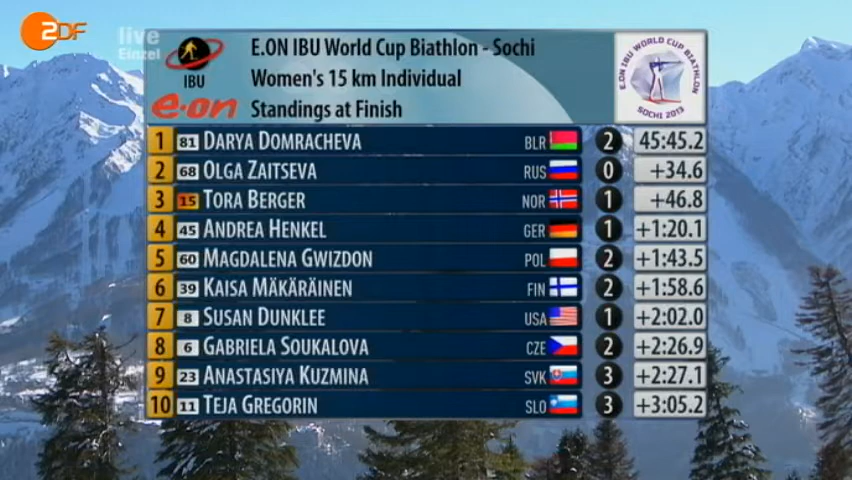 ZDF
live
Einzel
IBU
e·on
E.ON IBU World Cup Biathlon - Sochi
Women's 15 km Individual
Standings at Finish
E.ON IBU WORLD CUP BIATHLON
SOCHI 2013
1 81 DARYA DOMRACHEVA BLR 2 45:45.2
2 68 OLGA ZAITSEVA RUS 0 +34.6
3 15 TORA BERGER NOR 1 +46.8
4 45 ANDREA HENKEL GER 1 +1:20.1
5 60 MAGDALENA GWIZDON POL 2 +1:43.5
6 39 KAISA MÄKÄRÄINEN FIN 2 +1:58.6
7 8 SUSAN DUNKLEE USA 1 +2:02.0
8 6 GABRIELA SOUKALOVA CZE 2 +2:26.9
9 23 ANASTASIYA KUZMINA SVK 3 +2:27.1
10 11 TEJA GREGORIN SLO 3 +3:05.2